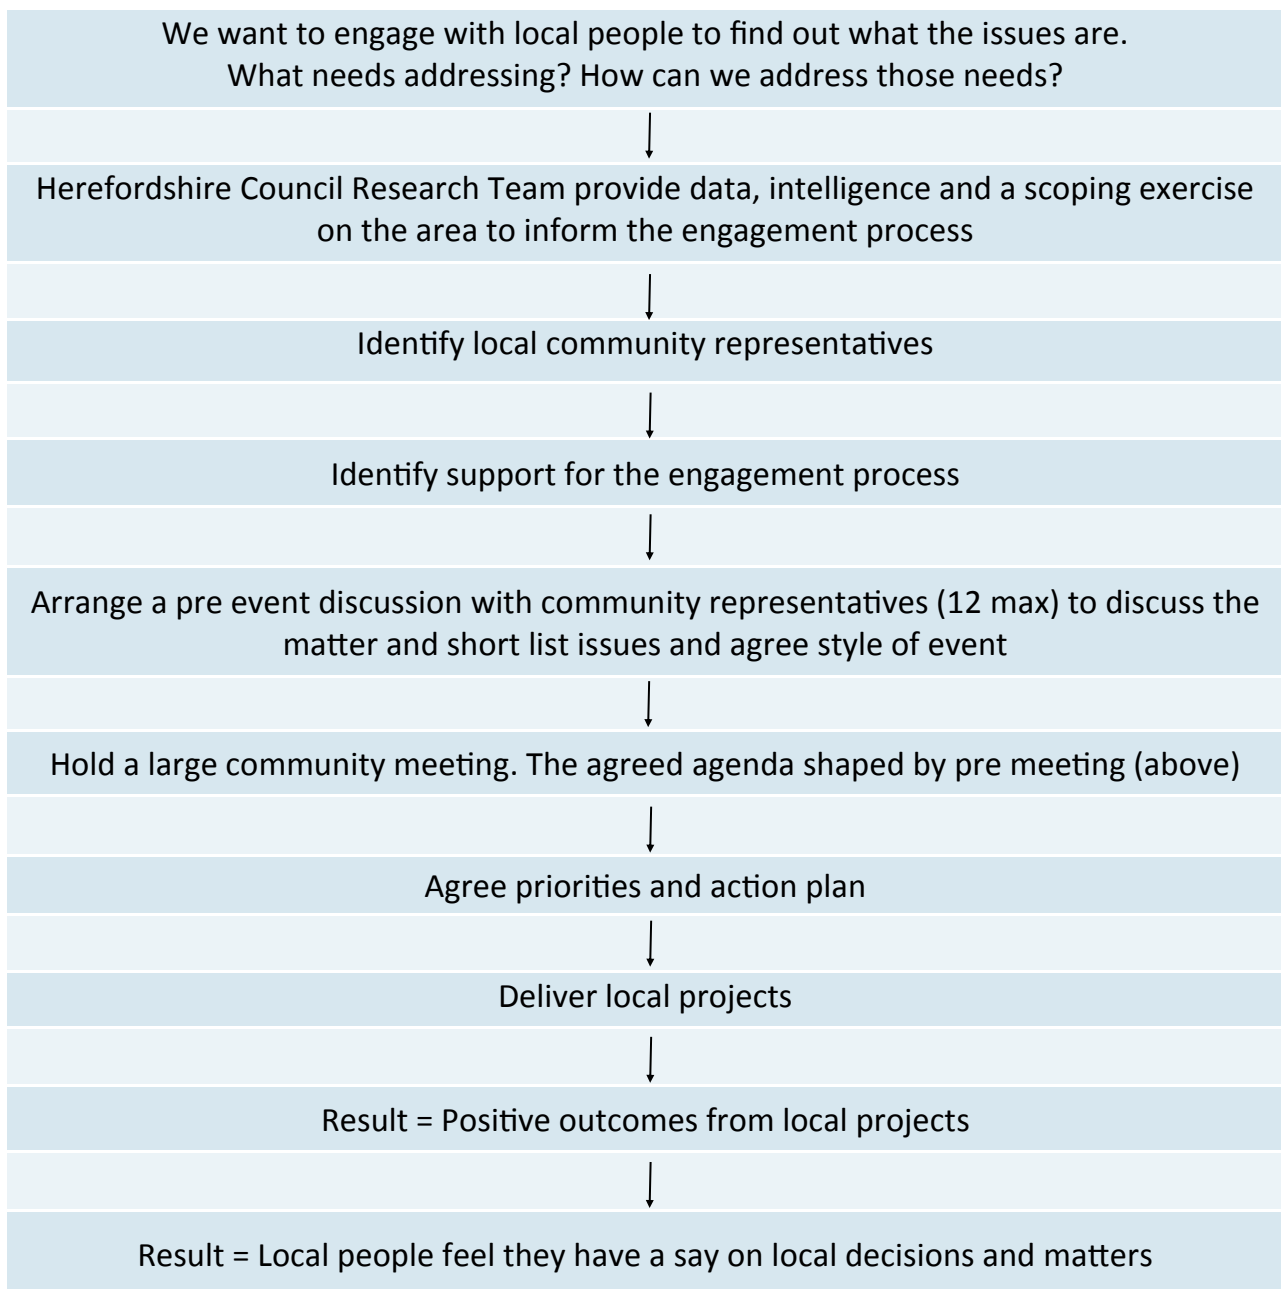 We want to engage with local people to find out what the issues are.
What needs addressing? How can we address those needs?
Herefordshire Council Research Team provide data, intelligence and a scoping exercise
on the area to inform the engagement process
Identify local community representatives
Identify support for the engagement process
Arrange a pre event discussion with community representatives (12 max) to discuss the
matter and short list issues and agree style of event
Hold a large community meeting. The agreed agenda shaped by pre meeting (above)
Agree priorities and action plan
Deliver local projects
Result = Positive outcomes from local projects
Result = Local people feel they have a say on local decisions and matters